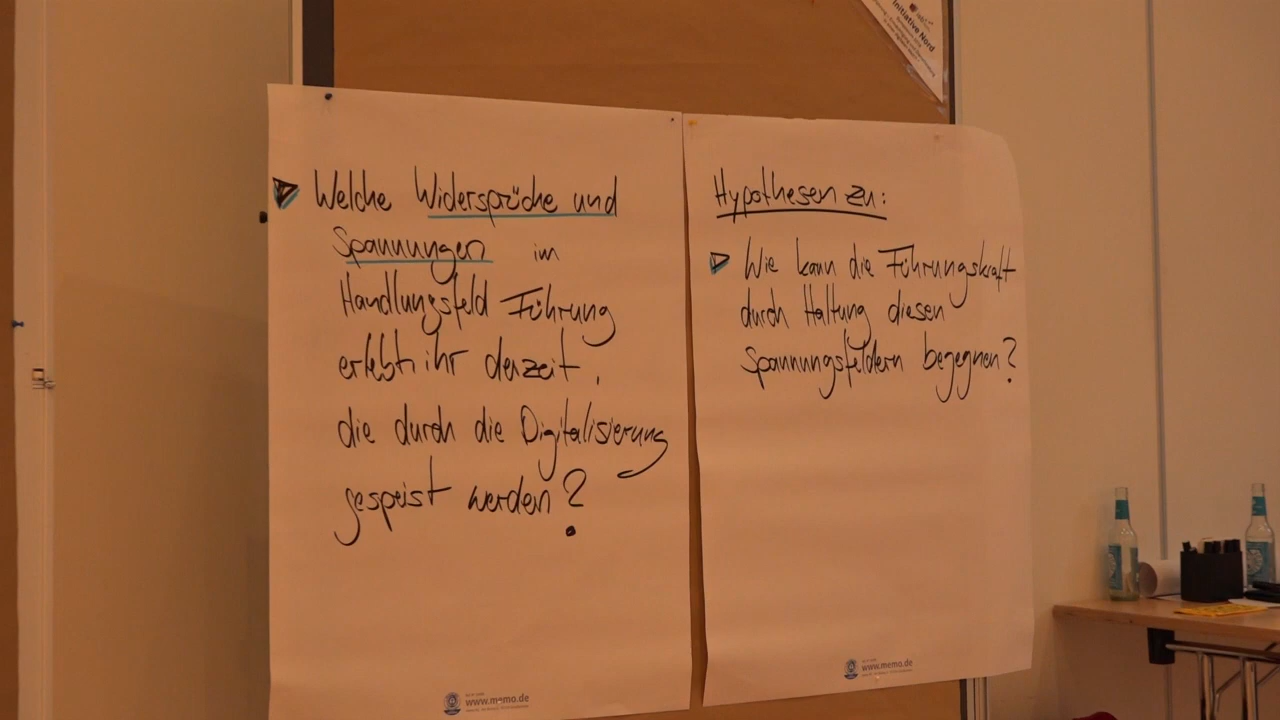 Initiative Nord
Welche Widersprüche und
Spannungen im
Handlungsfeld Führung
erlebt ihr derzeit,
die durch die Digitalisierung
gespeist werden?
www.memo.de
Hypothesen zu:
Wie kann die Führungskraft
durch Haltung diesen
Spannungsfeldern begegnen?
www.memo.de